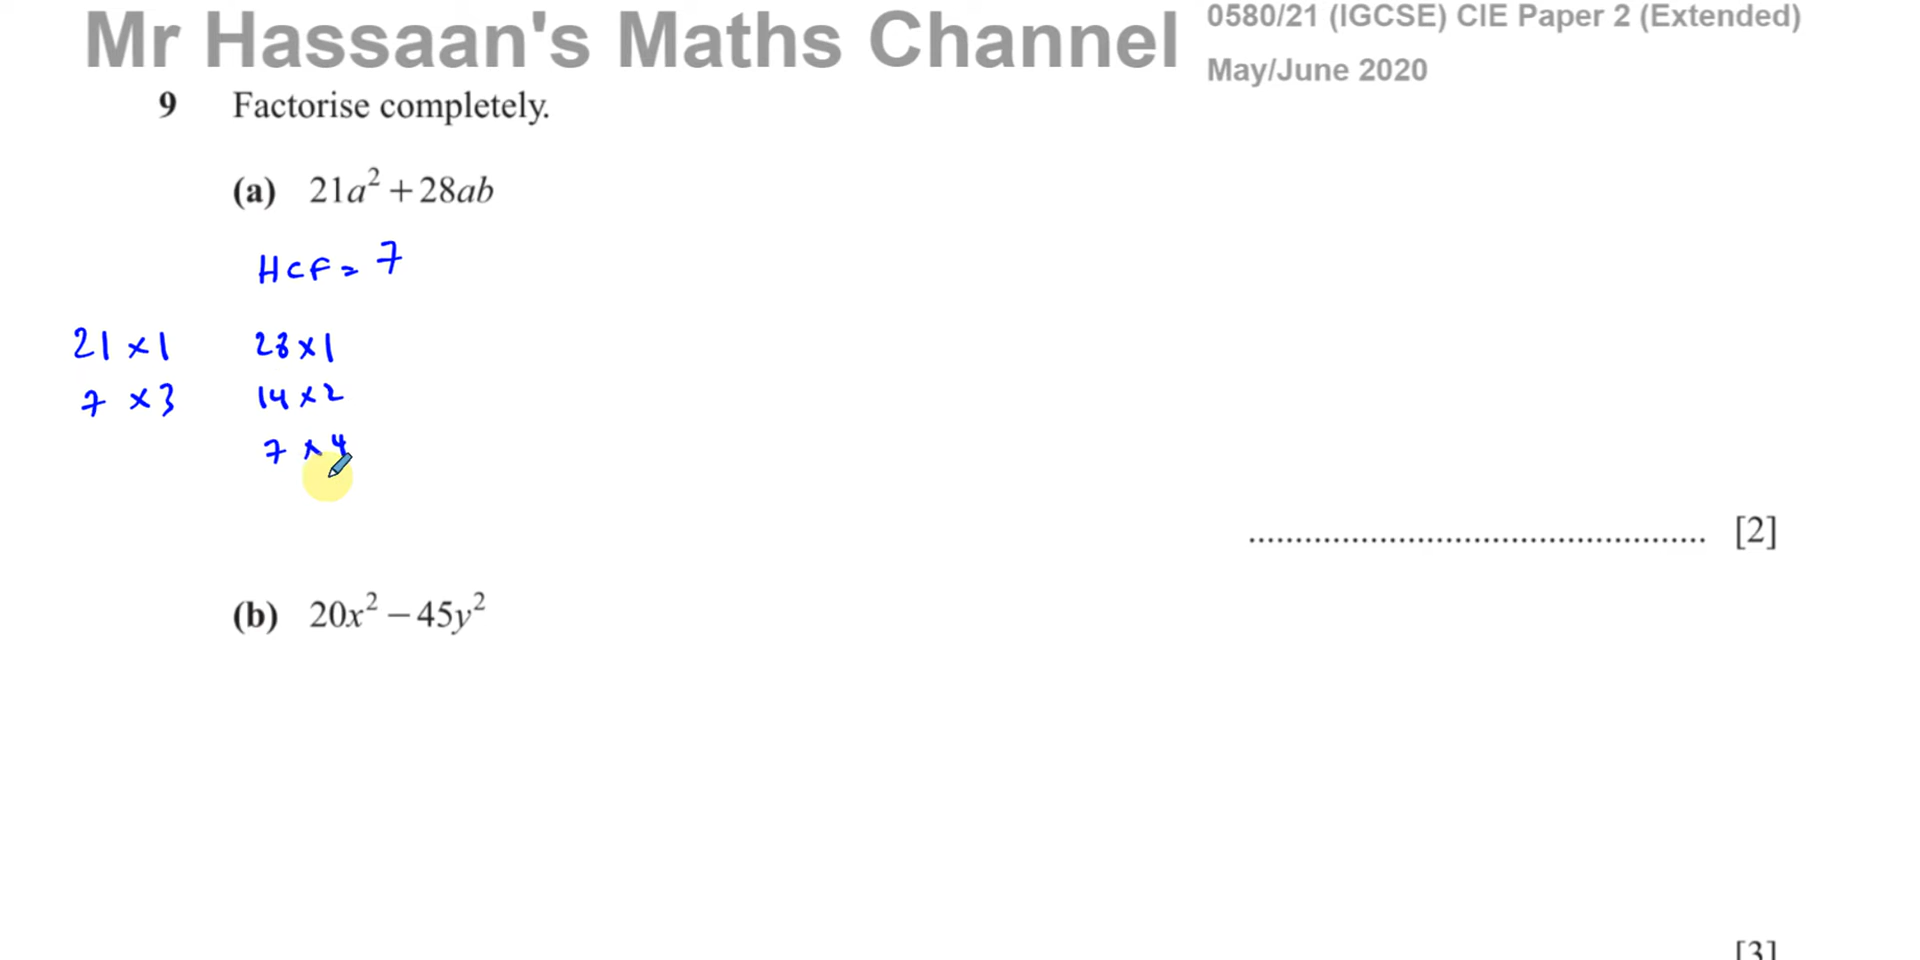 Mr Hassaan's Maths Channel
0580/21 (IGCSE) CIE Paper 2 (Extended)
May/June 2020
9 Factorise completely.
(a) 21a² + 28ab
HCF = 7
21 × 1 28 × 1
7 × 3 14 × 2
7 × 4
................................................ [2]
(b) 20x² – 45y²
[3]